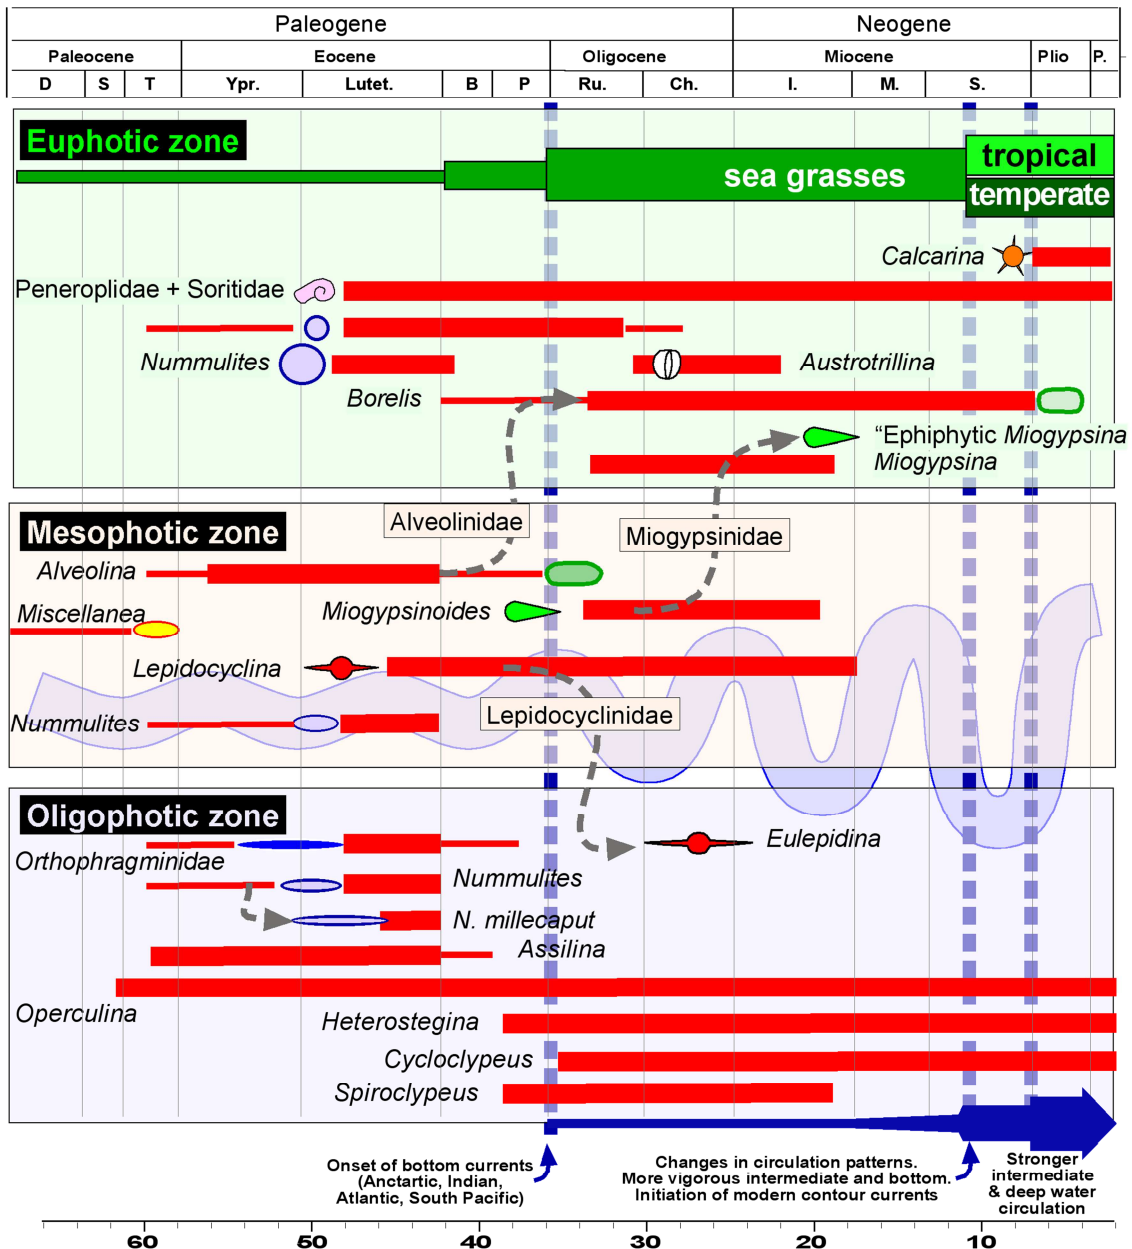 Paleogene Neogene
Paleocene Eocene Oligocene Miocene Plio P.
D S T Ypr. Lutet. B P Ru. Ch. I. M. S.
Euphotic zone
tropical
sea grasses
temperate
Calcarina
Peneroplidae + Soritidae
Nummulites
Austrotrillina
Borelis
“Ephiphytic Miogypsina
Miogypsina
Alveolinidae
Mesophotic zone
Miogypsinidae
Alveolina
Miscellanea
Miogypsinoides
Lepidocyclina
Nummulites
Lepidocyclinidae
Oligophotic zone
Eulepidina
Orthophragminidae
Nummulites
N. millecaput
Assilina
Operculina
Heterostegina
Cycloclypeus
Spiroclypeus
Onset of bottom currents
(Anctartic, Indian,
Atlantic, South Pacific)
Changes in circulation patterns.
More vigorous intermediate and bottom.
Initiation of modern contour currents
Stronger
intermediate
& deep water
circulation
60 50 40 30 20 10